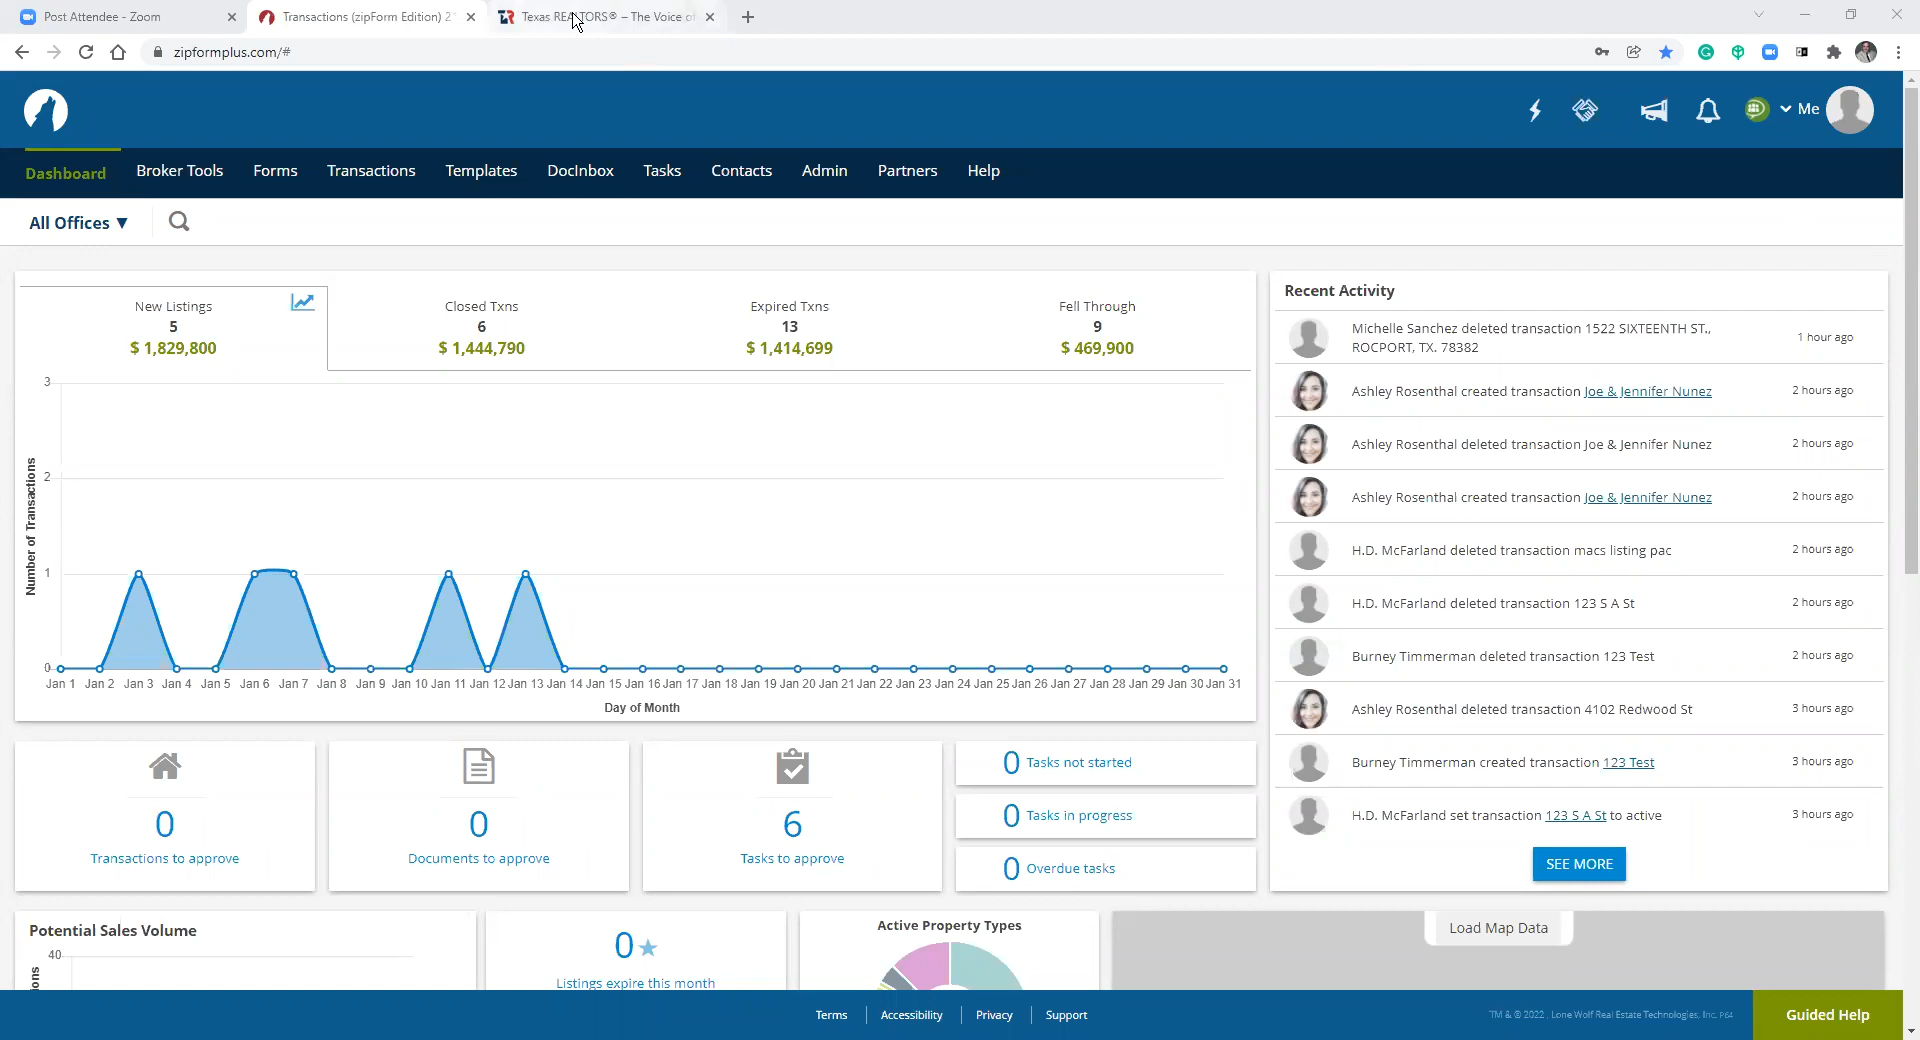 Post Attendee - Zoom
Transactions (zipForm Edition) 2
Texas REALTORS® – The Voice of
zipformplus.com/#
Me
Dashboard
Broker Tools
Forms
Transactions
Templates
DocInbox
Tasks
Contacts
Admin
Partners
Help
All Offices ▼
New Listings
5
$ 1,829,800
Closed Txns
6
$ 1,444,790
Expired Txns
13
$ 1,414,699
Fell Through
9
$ 469,900
3
2
1
0
Number of Transactions
Jan 1 Jan 2 Jan 3 Jan 4 Jan 5 Jan 6 Jan 7 Jan 8 Jan 9 Jan 10 Jan 11 Jan 12 Jan 13 Jan 14 Jan 15 Jan 16 Jan 17 Jan 18 Jan 19 Jan 20 Jan 21 Jan 22 Jan 23 Jan 24 Jan 25 Jan 26 Jan 27 Jan 28 Jan 29 Jan 30 Jan 31
Day of Month
Recent Activity
Michelle Sanchez deleted transaction 1522 SIXTEENTH ST.,
ROCPORT, TX. 78382
1 hour ago
Ashley Rosenthal created transaction Joe & Jennifer Nunez
2 hours ago
Ashley Rosenthal deleted transaction Joe & Jennifer Nunez
2 hours ago
Ashley Rosenthal created transaction Joe & Jennifer Nunez
2 hours ago
H.D. McFarland deleted transaction macs listing pac
2 hours ago
H.D. McFarland deleted transaction 123 S A St
2 hours ago
Burney Timmerman deleted transaction 123 Test
2 hours ago
Ashley Rosenthal deleted transaction 4102 Redwood St
3 hours ago
Burney Timmerman created transaction 123 Test
3 hours ago
H.D. McFarland set transaction 123 S A St to active
3 hours ago
SEE MORE
0
Transactions to approve
0
Documents to approve
6
Tasks to approve
0 Tasks not started
0 Tasks in progress
0 Overdue tasks
Potential Sales Volume
40
0
Listings expire this month
Active Property Types
Load Map Data
Terms
Accessibility
Privacy
Support
TM & © 2022 , Lone Wolf Real Estate Technologies, Inc. P64
Guided Help